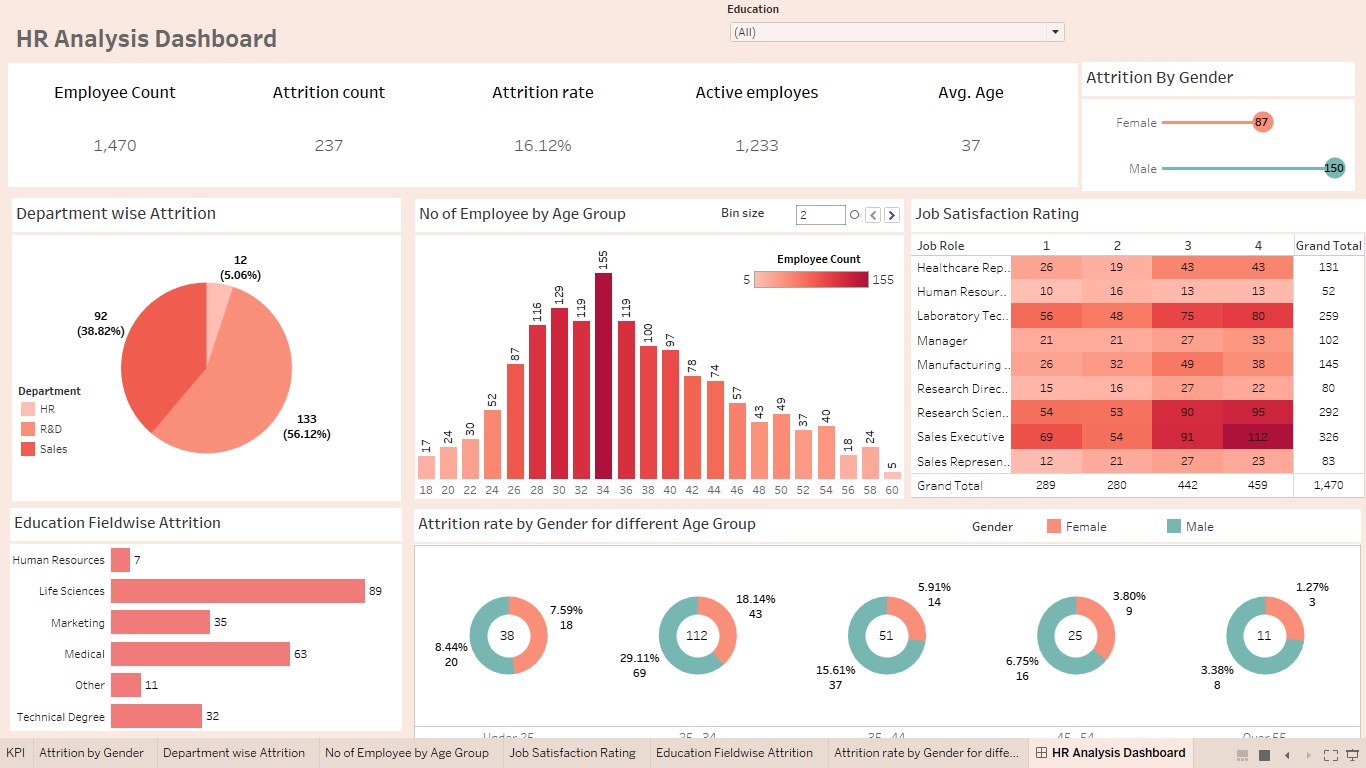 Education
(All)
HR Analysis Dashboard
Employee Count Attrition count Attrition rate Active employes Avg. Age
1,470 237 16.12% 1,233 37
Attrition By Gender
Female 87
Male 150
Department wise Attrition
12
(5.06%)
92
(38.82%)
133
(56.12%)
Department
HR
R&D
Sales
No of Employee by Age Group
Bin size 2
Employee Count
5 155
17 24 30 52 87 116 129 119 155 119 100 97 78 74 57 43 49 37 40 18 24 5
18 20 22 24 26 28 30 32 34 36 38 40 42 44 46 48 50 52 54 56 58 60
Job Satisfaction Rating
Job Role 1 2 3 4 Grand Total
Healthcare Rep.. 26 19 43 43 131
Human Resour.. 10 16 13 13 52
Laboratory Tec.. 56 48 75 80 259
Manager 21 21 27 33 102
Manufacturing .. 26 32 49 38 145
Research Direc.. 15 16 27 22 80
Research Scien.. 54 53 90 95 292
Sales Executive 69 54 91 112 326
Sales Represen.. 12 21 27 23 83
Grand Total 289 280 442 459 1,470
Education Fieldwise Attrition
Human Resources 7
Life Sciences 89
Marketing 35
Medical 63
Other 11
Technical Degree 32
Attrition rate by Gender for different Age Group
Gender Female Male
7.59%
18
38
8.44%
20
18.14%
43
112
29.11%
69
5.91%
14
51
15.61%
37
3.80%
9
25
6.75%
16
1.27%
3
11
3.38%
8
Under 25 25 - 34 35 - 44 45 - 54 Over 55
KPI Attrition by Gender Department wise Attrition No of Employee by Age Group Job Satisfaction Rating Education Fieldwise Attrition Attrition rate by Gender for diffe... HR Analysis Dashboard